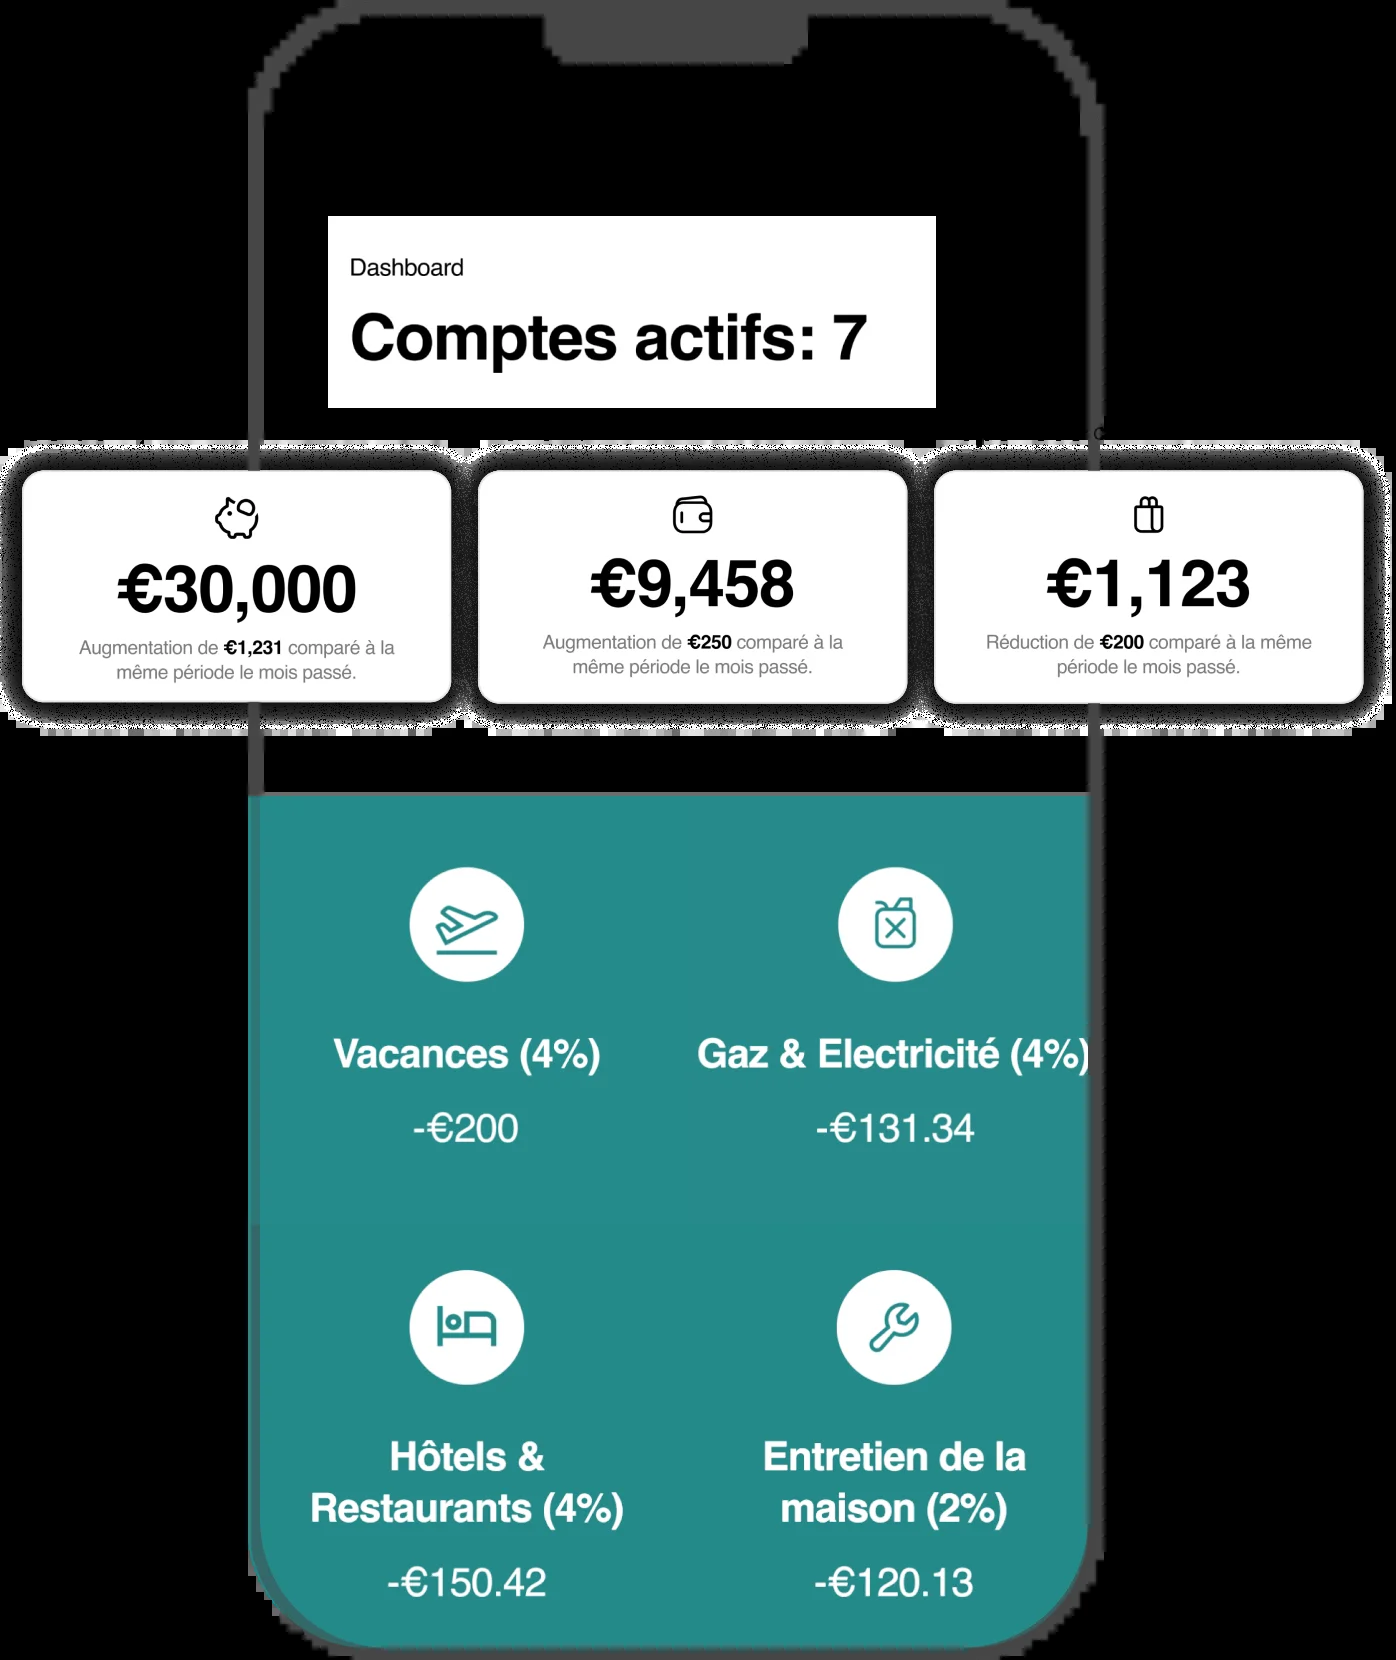 Dashboard
Comptes actifs: 7
€30,000
Augmentation de €1,231 comparé à la
même période le mois passé.
€9,458
Augmentation de €250 comparé à la
même période le mois passé.
€1,123
Réduction de €200 comparé à la même
période le mois passé.
Vacances (4%)
-€200
Gaz & Electricité (4%)
-€131.34
Hôtels &
Restaurants (4%)
-€150.42
Entretien de la
maison (2%)
-€120.13